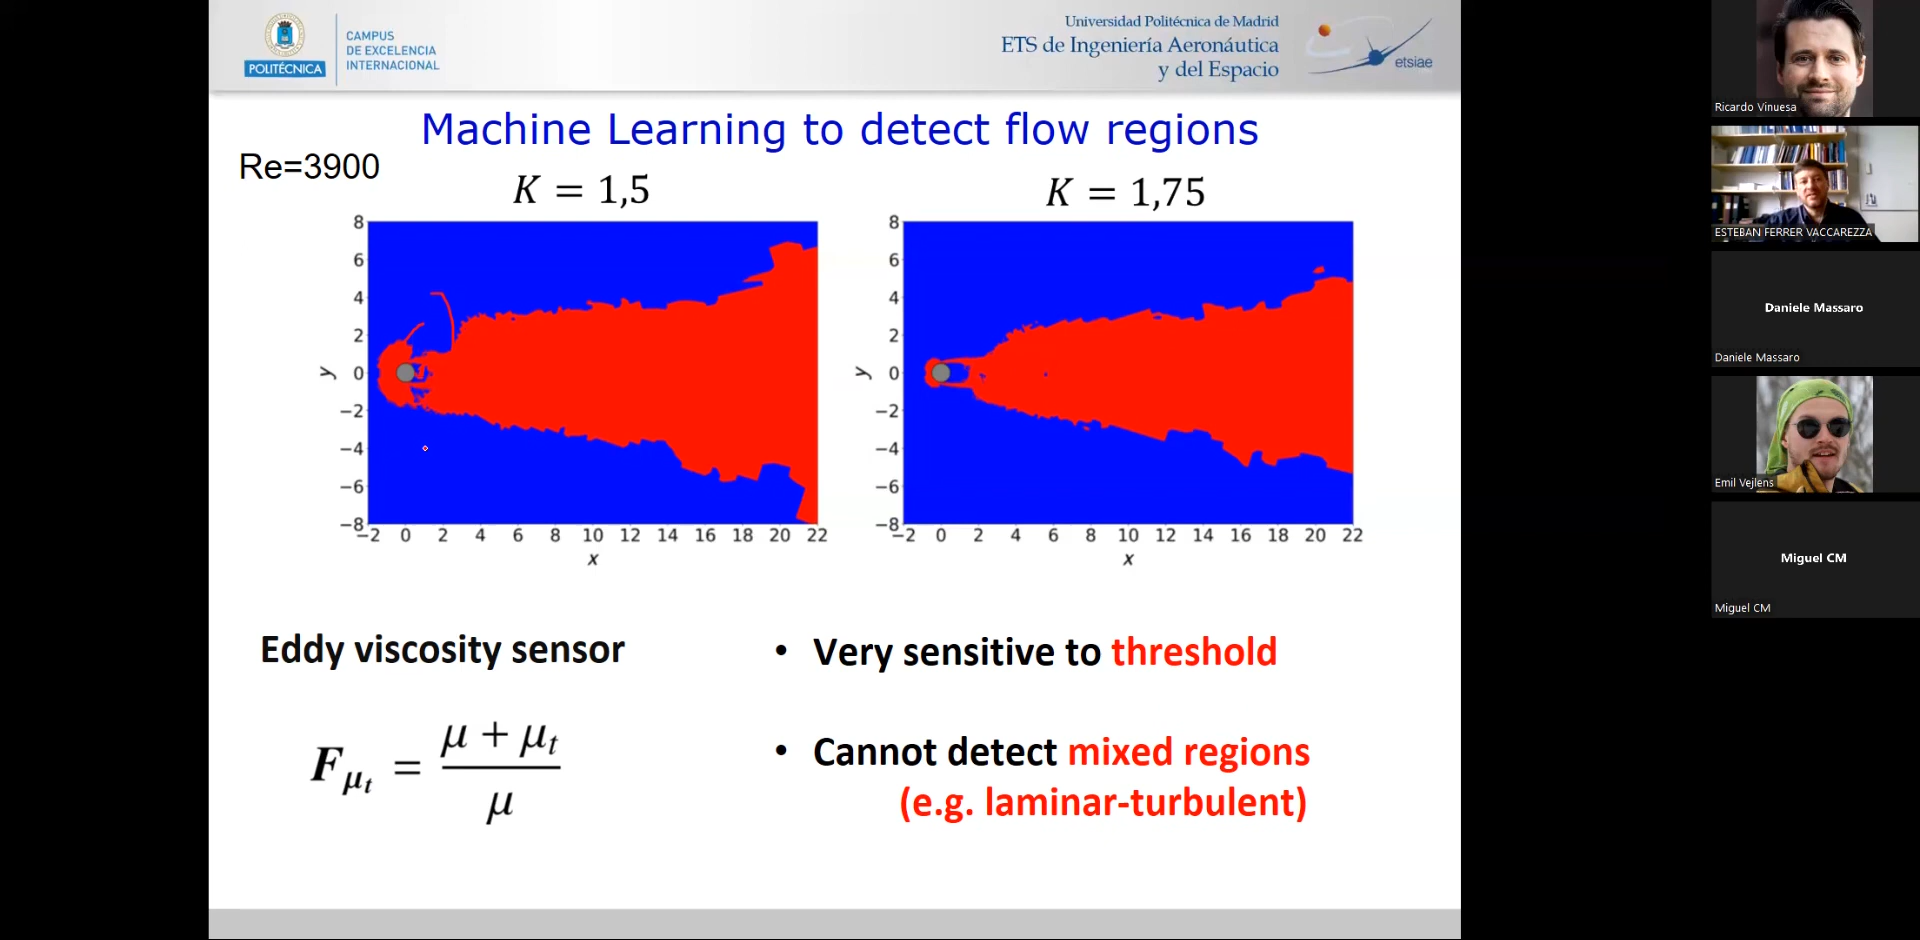 POLITÉCNICA
CAMPUS
DE EXCELENCIA
INTERNACIONAL
Universidad Politécnica de Madrid
ETS de Ingeniería Aeronáutica
y del Espacio
etsiae
Machine Learning to detect flow regions
Re=3900
K = 1,5
K = 1,75
8
6
4
2
0
−2
−4
−6
−8
y
−2 0 2 4 6 8 10 12 14 16 18 20 22
x
8
6
4
2
0
−2
−4
−6
−8
y
−2 0 2 4 6 8 10 12 14 16 18 20 22
x
Eddy viscosity sensor
F_{μ_t} = \frac{μ + μ_t}{μ}
• Very sensitive to threshold
• Cannot detect mixed regions
(e.g. laminar-turbulent)
Ricardo Vinuesa
ESTEBAN FERRER VACCAREZZA
Daniele Massaro
Daniele Massaro
Emil Vejlens
Miguel CM
Miguel CM